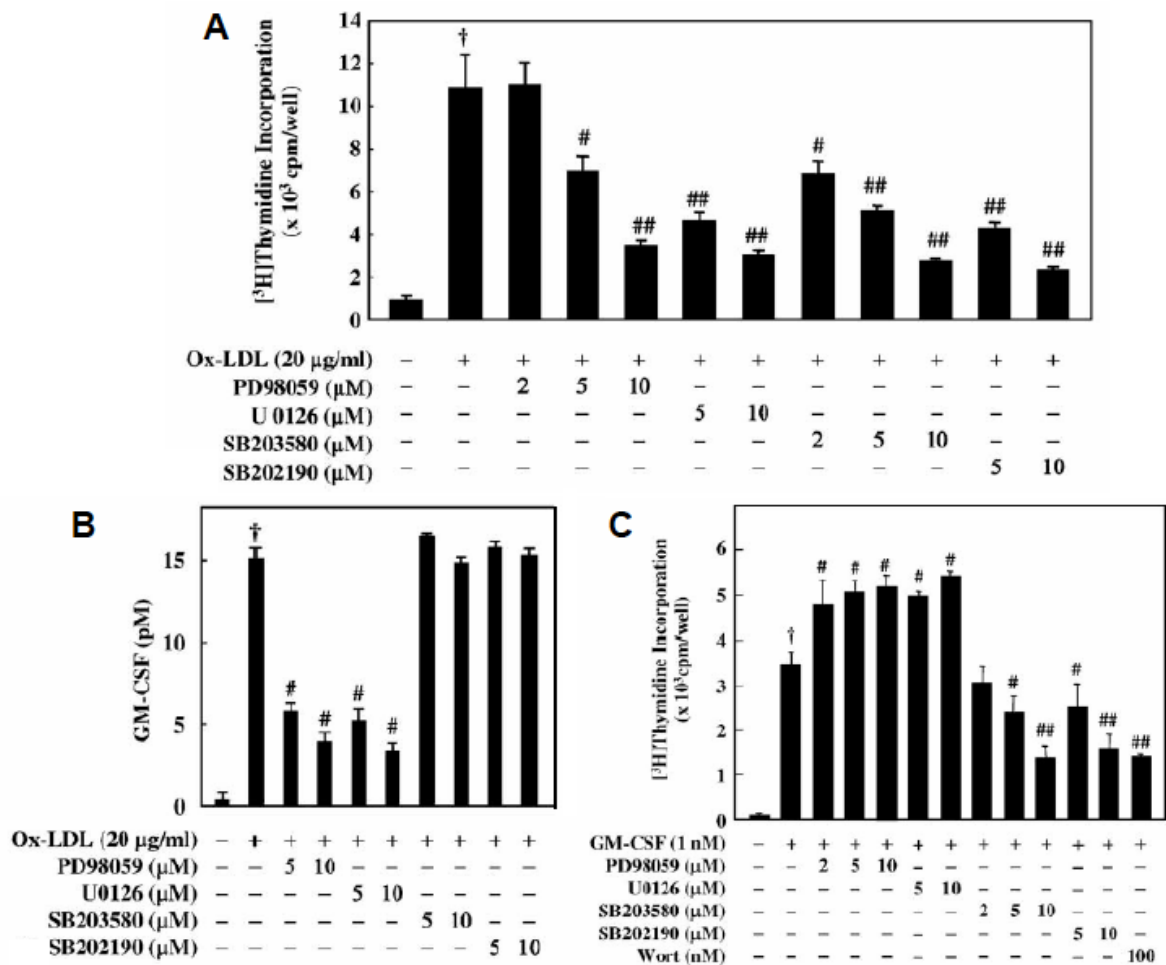 A
[³H]Thymidine Incorporation
(x 10³ cpm/well)
14
12
10
8
6
4
2
0
† # ## ## ## # ## ## ## ##
Ox-LDL (20 µg/ml) – + + + + + + + + + + +
PD98059 (µM) – – 2 5 10 – – – – – – –
U 0126 (µM) – – – – – 5 10 – – – – –
SB203580 (µM) – – – – – – – 2 5 10 – –
SB202190 (µM) – – – – – – – – – – 5 10
B
GM-CSF (pM)
15
10
5
0
‡ # # # #
Ox-LDL (20 µg/ml) – + + + + + + + + +
PD98059 (µM) – – 5 10 – – – – – –
U0126 (µM) – – – – 5 10 – – – –
SB203580 (µM) – – – – – – 5 10 – –
SB202190 (µM) – – – – – – – – 5 10
C
[³H]Thymidine Incorporation
(x 10³cpm/well)
6
5
4
3
2
1
0
† # # # # # # ## # ## ##
GM-CSF (1 nM) – + + + + + + + + + + + +
PD98059 (µM) – – 2 5 10 – – – – – – – –
U0126 (µM) – – – – – 5 10 – – – – – –
SB203580 (µM) – – – – – – – 2 5 10 – – –
SB202190 (µM) – – – – – – – – – – 5 10 –
Wort (nM) – – – – – – – – – – – – 100